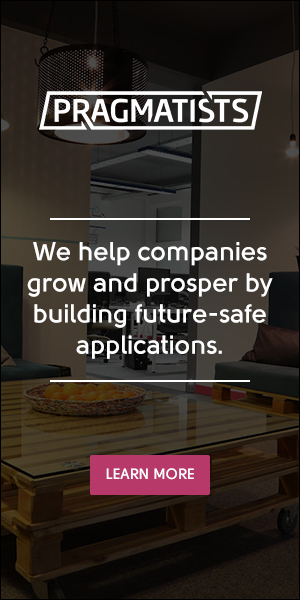 PRAGMATISTS
We help companies
grow and prosper by
building future-safe
applications.
LEARN MORE